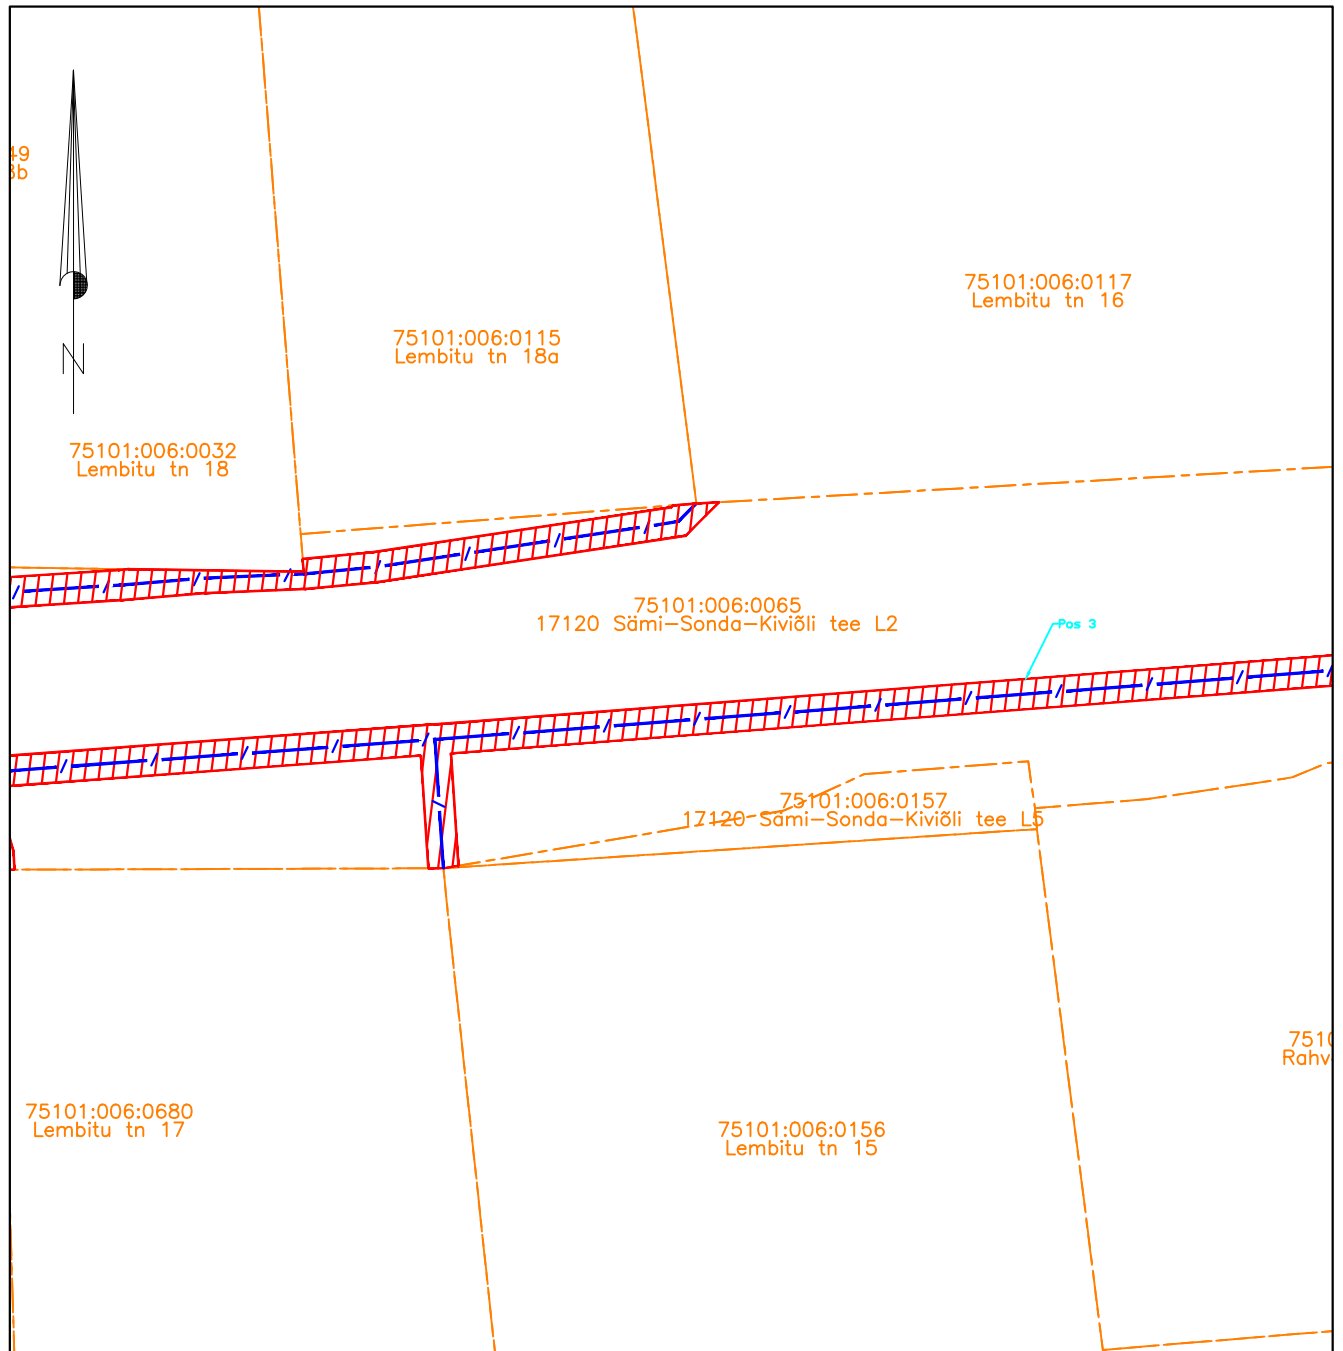 49
3b
75101:006:0117
Lembitu tn 16
75101:006:0115
Lembitu tn 18a
N
75101:006:0032
Lembitu tn 18
75101:006:0065
17120 Sämi-Sonda-Kiviõli tee L2
Pos 3
75101:006:0157
17120 Sämi-Sonda-Kiviõli tee L5
7510
Rahv
75101:006:0680
Lembitu tn 17
75101:006:0156
Lembitu tn 15